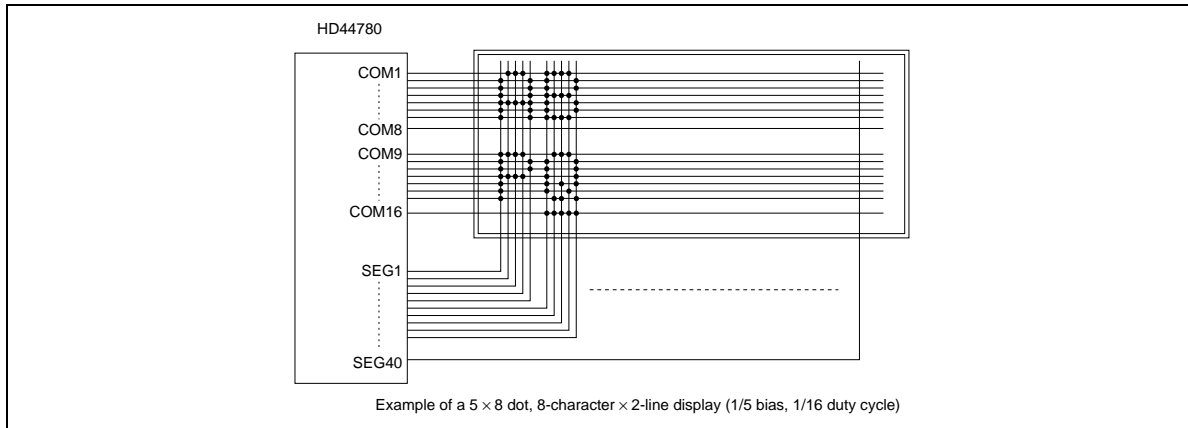 HD44780
COM1
COM8
COM9
COM16
SEG1
SEG40
Example of a 5 × 8 dot, 8-character × 2-line display (1/5 bias, 1/16 duty cycle)